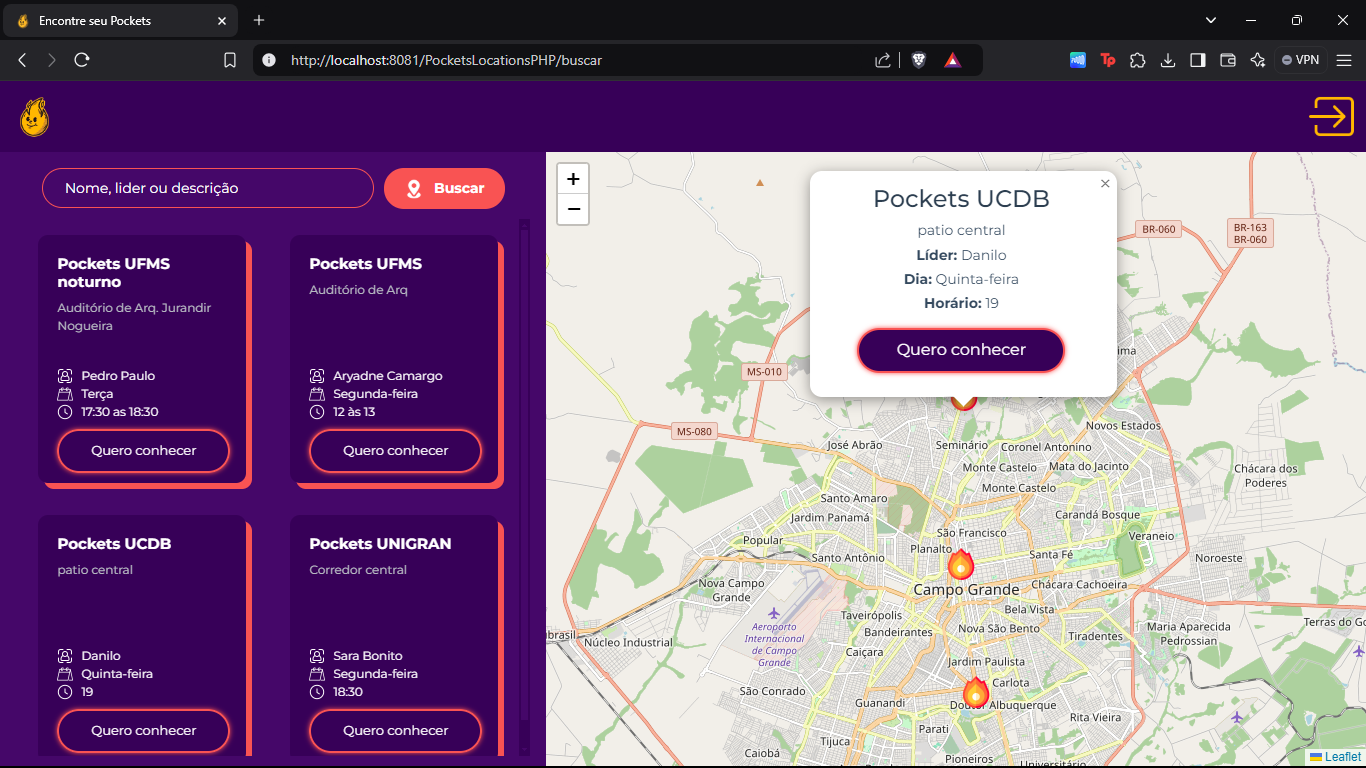 Encontre seu Pockets
http://localhost:8081/PocketsLocationsPHP/buscar
Tp
VPN
Nome, lider ou descrição
Buscar
Pockets UFMS
noturno
Auditório de Arq. Jurandir
Nogueira
Pedro Paulo
Terça
17:30 as 18:30
Quero conhecer
Pockets UFMS
Auditório de Arq
Aryadne Camargo
Segunda-feira
12 às 13
Quero conhecer
Pockets UCDB
patio central
Danilo
Quinta-feira
19
Quero conhecer
Pockets UNIGRAN
Corredor central
Sara Bonito
Segunda-feira
18:30
Quero conhecer
+
−
Pockets UCDB
×
patio central
Líder: Danilo
Dia: Quinta-feira
Horário: 19
Quero conhecer
BR-060
BR-163
BR-060
MS-010
MS-080
ima
Novos Estados
José Abrão
Seminário
Coronel Antonino
Monte Castelo
Mata do Jacinto
Chácara dos
Poderes
Monte Castelo
Santo Amaro
Jardim Panamá
Carandá Bosque
Popular
São Francisco
Veraneio
Planalto
Santo Antônio
Santa Fé
Noroeste
Nova Campo
Grande
Campo Grande
Chácara Cachoeira
Taveirópolis
Bela Vista
Aeroporto
Internacional
de Campo
Grande
Bandeirantes
Nova São Bento
Tiradentes
Maria Aparecida
Pedrossian
Terras do Go
ubrasil
Núcleo Industrial
Caiçara
Jardim Paulista
São Conrado
Carlota
Guanandi
Doutor Albuquerque
Rita Vieira
Parati
Tijuca
Caiobá
Pioneiros
Universitário
Leaflet